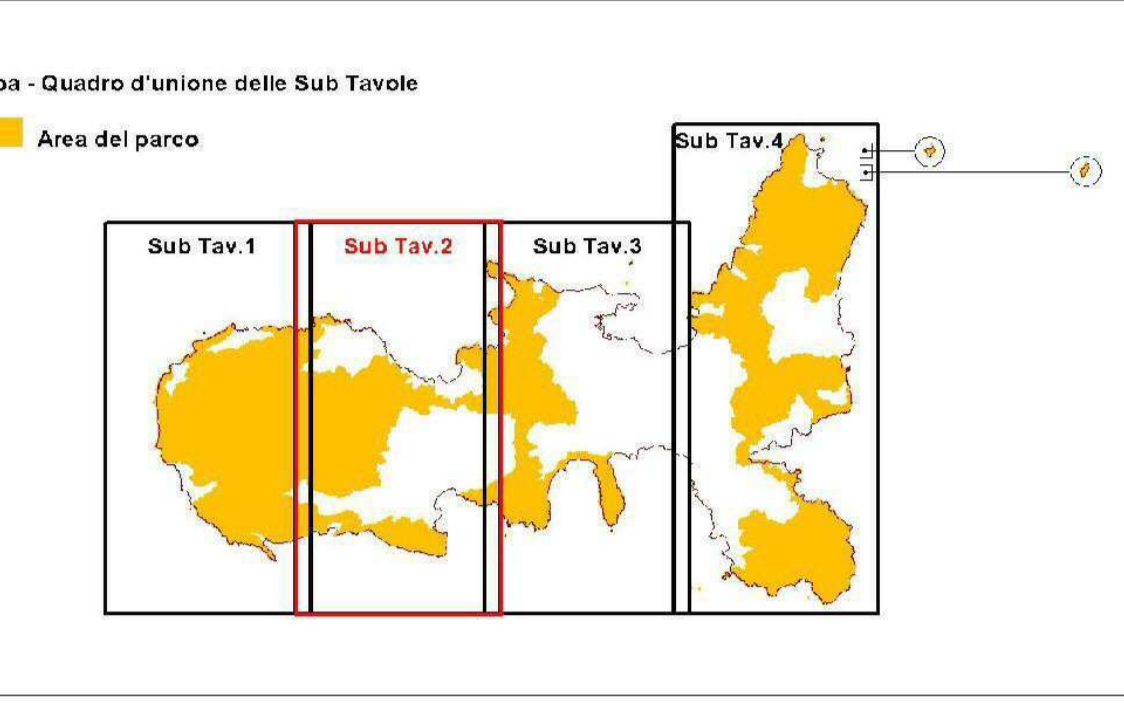 - Quadro d'unione delle Sub Tavole
Area del parco
Sub Tav.4
Sub Tav.1
Sub Tav.2
Sub Tav.3